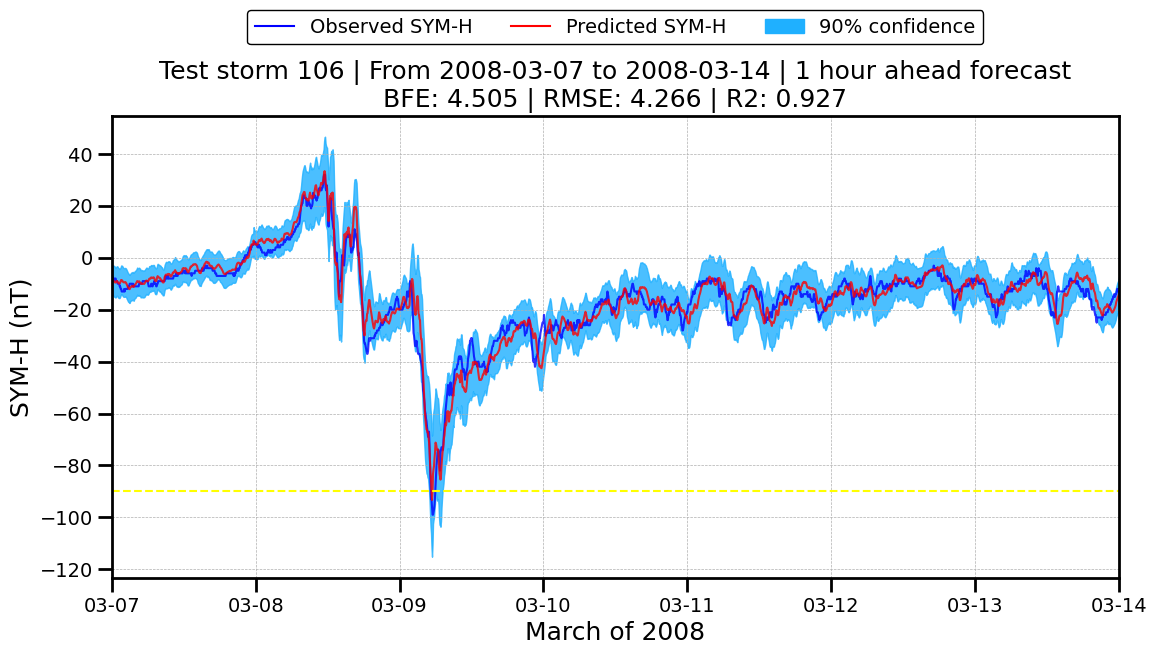 Observed SYM-H Predicted SYM-H 90% confidence
Test storm 106 | From 2008-03-07 to 2008-03-14 | 1 hour ahead forecast
BFE: 4.505 | RMSE: 4.266 | R2: 0.927
SYM-H (nT)
40
20
0
−20
−40
−60
−80
−100
−120
03-07 03-08 03-09 03-10 03-11 03-12 03-13 03-14
March of 2008